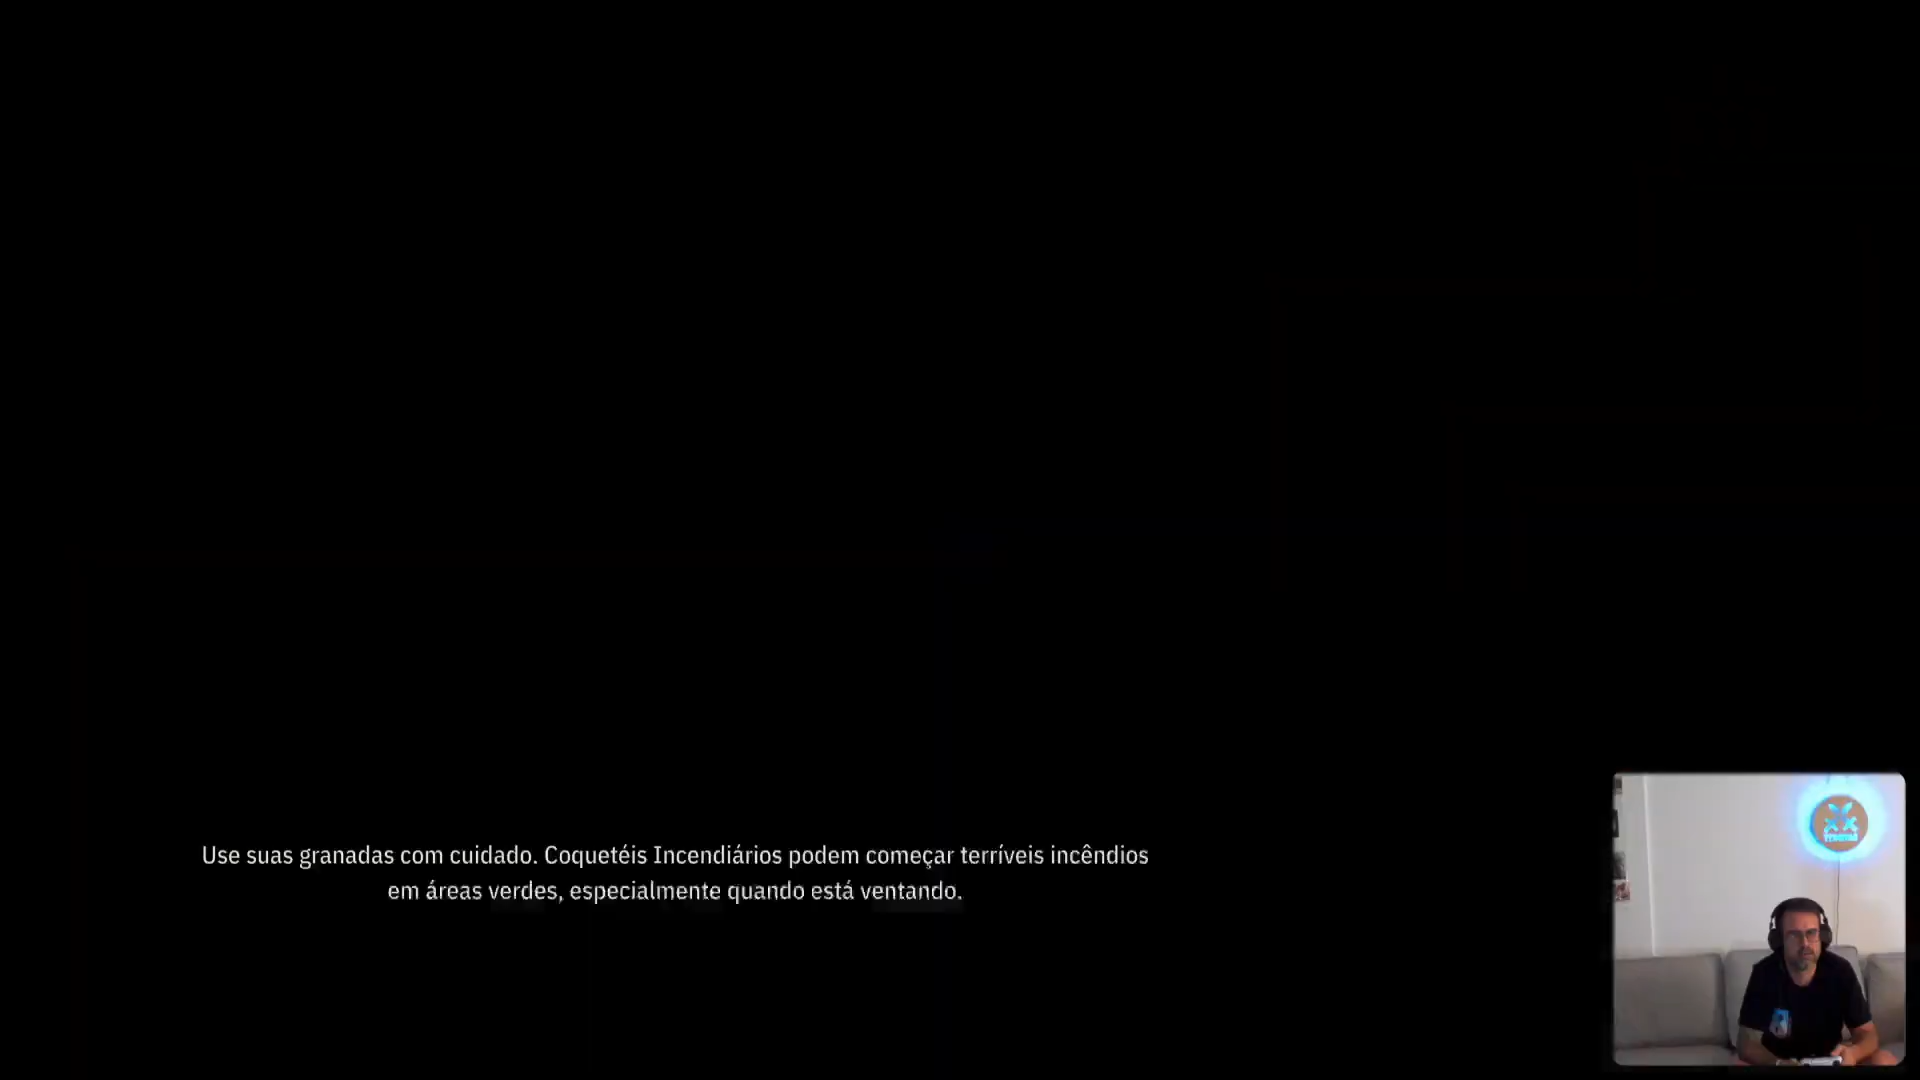 Use suas granadas com cuidado. Coquetéis Incendiários podem começar terríveis incêndios
em áreas verdes, especialmente quando está ventando.